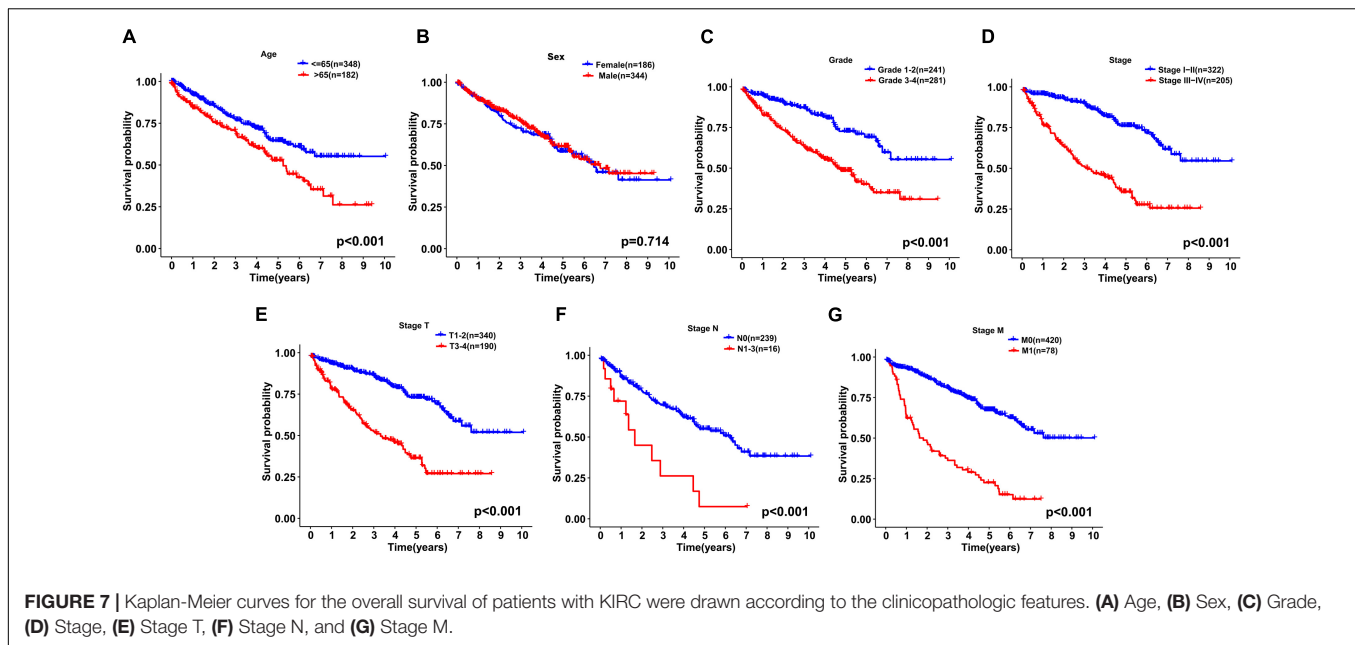 A
Age
<=65(n=348)
>65(n=182)
Survival probability
1.00
0.75
0.50
0.25
0.00
p<0.001
0 1 2 3 4 5 6 7 8 9 10
Time(years)
B
Sex
Female(n=186)
Male(n=344)
Survival probability
1.00
0.75
0.50
0.25
0.00
p=0.714
0 1 2 3 4 5 6 7 8 9 10
Time(years)
C
Grade
Grade 1-2(n=241)
Grade 3-4(n=281)
Survival probability
1.00
0.75
0.50
0.25
0.00
p<0.001
0 1 2 3 4 5 6 7 8 9 10
Time(years)
D
Stage
Stage I-II(n=322)
Stage III-IV(n=205)
Survival probability
1.00
0.75
0.50
0.25
0.00
p<0.001
0 1 2 3 4 5 6 7 8 9 10
Time(years)
E
Stage T
T1-2(n=340)
T3-4(n=190)
Survival probability
1.00
0.75
0.50
0.25
0.00
p<0.001
0 1 2 3 4 5 6 7 8 9 10
Time(years)
F
Stage N
N0(n=239)
N1-3(n=16)
Survival probability
1.00
0.75
0.50
0.25
0.00
p<0.001
0 1 2 3 4 5 6 7 8 9 10
Time(years)
G
Stage M
M0(n=420)
M1(n=78)
Survival probability
1.00
0.75
0.50
0.25
0.00
p<0.001
0 1 2 3 4 5 6 7 8 9 10
Time(years)
FIGURE 7 | Kaplan-Meier curves for the overall survival of patients with KIRC were drawn according to the clinicopathologic features. (A) Age, (B) Sex, (C) Grade,
(D) Stage, (E) Stage T, (F) Stage N, and (G) Stage M.